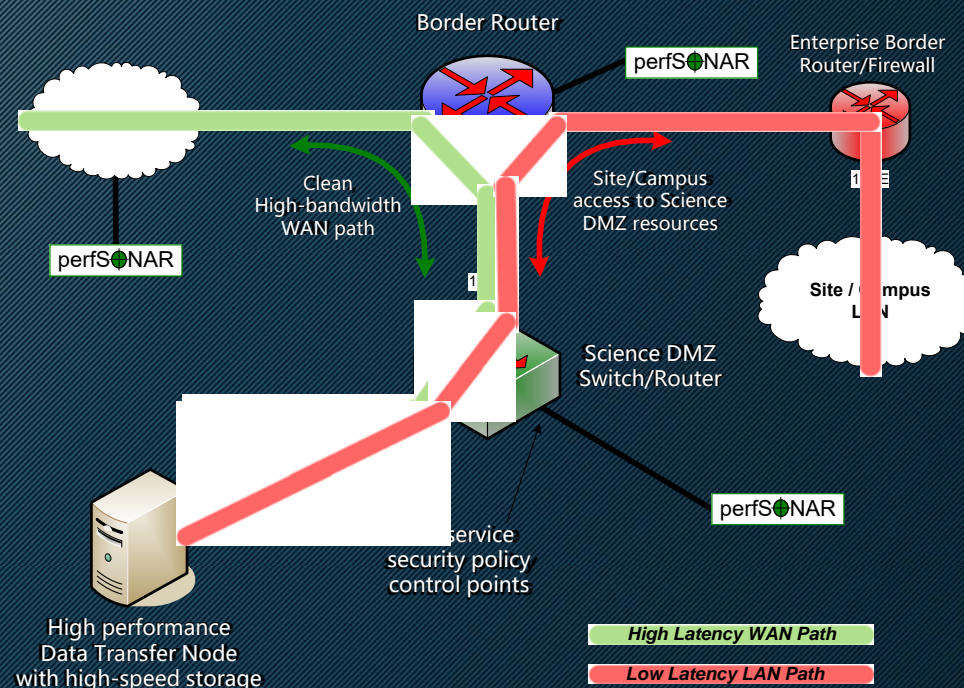 Border Router
perfSONAR
Enterprise Border
Router/Firewall
Clean
High-bandwidth
WAN path
Site/Campus
access to Science
DMZ resources
perfSONAR
Site /
Science DMZ
Switch/Router
perfSONAR
service
security policy
control points
High performance
Data Transfer Node
with high-speed storage
High Latency WAN Path
Low Latency LAN Path